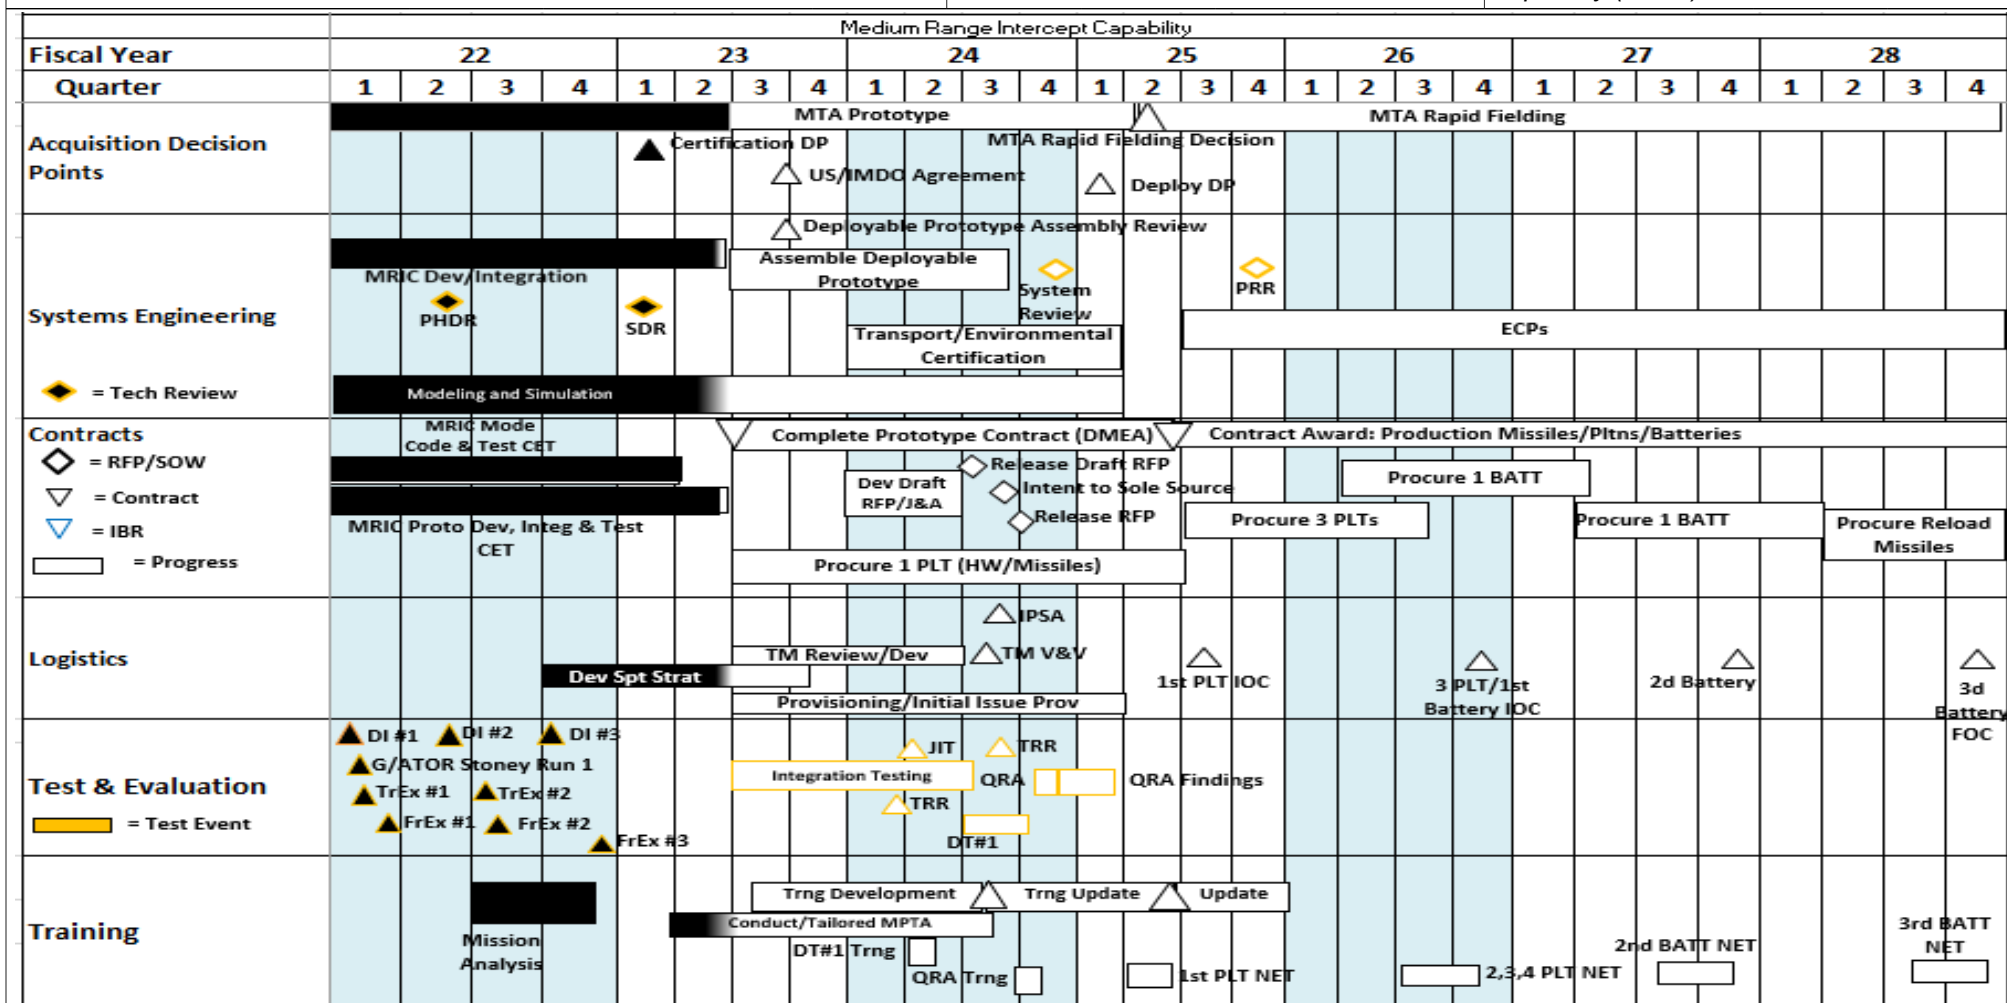 Medium Range Intercept Capability
Fiscal Year 22 23 24 25 26 27 28
Quarter 1 2 3 4 1 2 3 4 1 2 3 4 1 2 3 4 1 2 3 4 1 2 3 4 1 2 3 4
Acquisition Decision
Points
MTA Prototype
MTA Rapid Fielding
Certification DP
MTA Rapid Fielding Decision
US/IMDO Agreement
Deploy DP
Systems Engineering
= Tech Review
Deployable Prototype Assembly Review
MRIC Dev/Integration
Assemble Deployable
Prototype
PHDR
SDR
System
Review
PRR
Transport/Environmental
Certification
ECPs
Modeling and Simulation
Contracts
= RFP/SOW
= Contract
= IBR
= Progress
MRIC Mode
Code & Test CET
Complete Prototype Contract (DMEA)
Contract Award: Production Missiles/Pltns/Batteries
Release Draft RFP
Dev Draft
RFP/J&A
Intent to Sole Source
Release RFP
Procure 1 BATT
Procure 3 PLTs
Procure 1 BATT
Procure Reload
Missiles
MRIC Proto Dev, Integ & Test
CET
Procure 1 PLT (HW/Missiles)
Logistics
IPSA
TM Review/Dev
TM V&V
Dev Spt Strat
Provisioning/Initial Issue Prov
1st PLT IOC
3 PLT/1st
Battery IOC
2d Battery
3d
Battery
FOC
Test & Evaluation
= Test Event
DI #1
DI #2
DI #3
G/ATOR Stoney Run 1
TrEx #1
TrEx #2
FrEx #1
FrEx #2
FrEx #3
JIT
TRR
Integration Testing
QRA
QRA Findings
TRR
DT#1
Training
Mission
Analysis
Trng Development
Trng Update
Update
Conduct/Tailored MPTA
DT#1 Trng
QRA Trng
1st PLT NET
2,3,4 PLT NET
2nd BATT NET
3rd BATT
NET